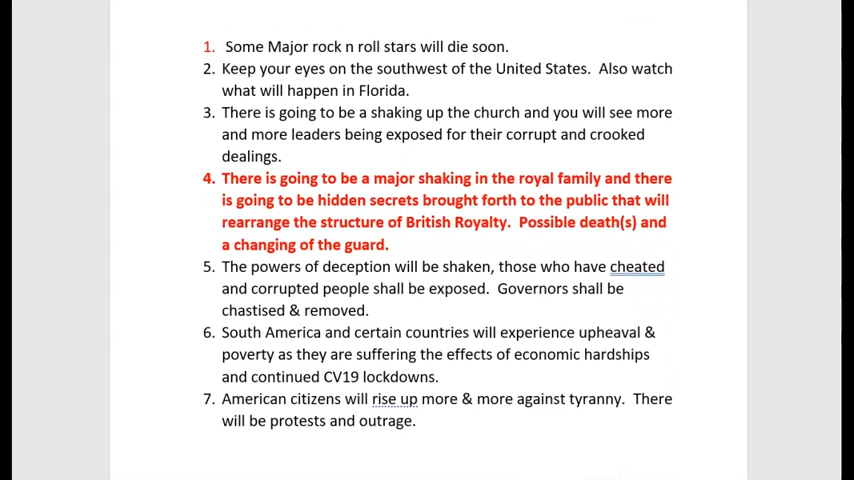 1. Some Major rock n roll stars will die soon.
2. Keep your eyes on the southwest of the United States. Also watch
what will happen in Florida.
3. There is going to be a shaking up the church and you will see more
and more leaders being exposed for their corrupt and crooked
dealings.
4. There is going to be a major shaking in the royal family and there
is going to be hidden secrets brought forth to the public that will
rearrange the structure of British Royalty. Possible death(s) and
a changing of the guard.
5. The powers of deception will be shaken, those who have cheated
and corrupted people shall be exposed. Governors shall be
chastised & removed.
6. South America and certain countries will experience upheaval &
poverty as they are suffering the effects of economic hardships
and continued CV19 lockdowns.
7. American citizens will rise up more & more against tyranny. There
will be protests and outrage.